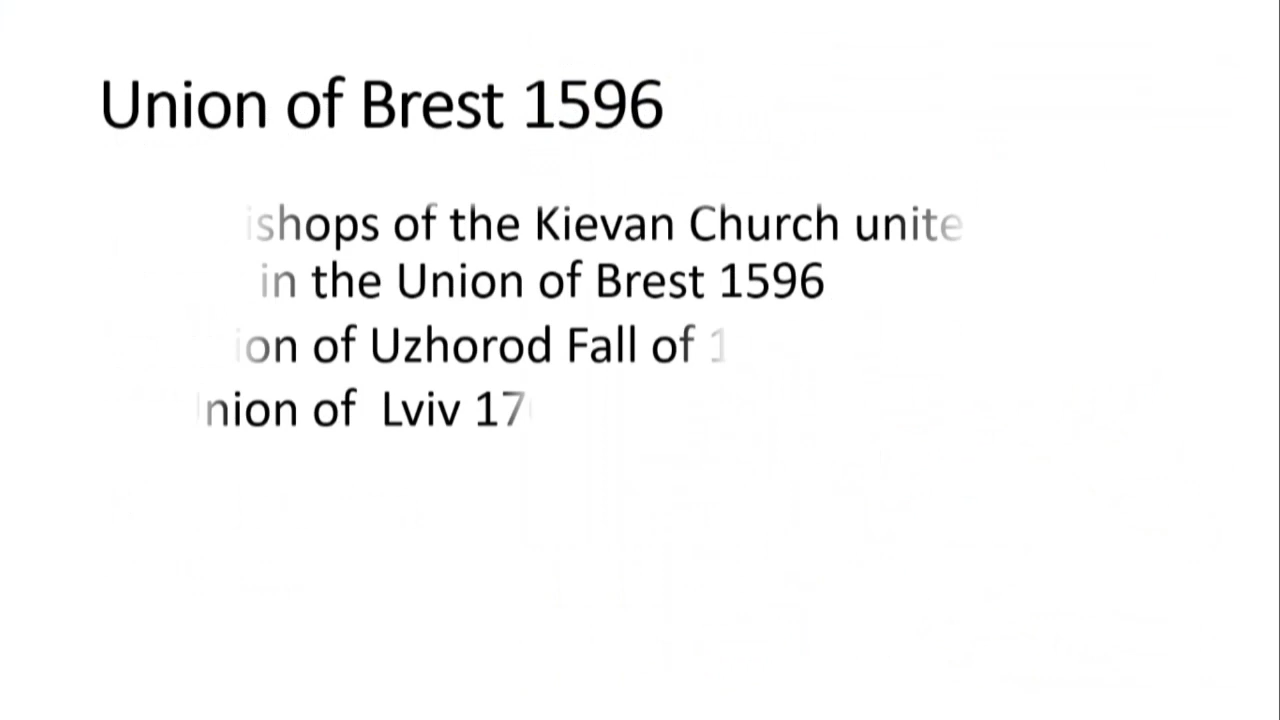 Union of Brest 1596
ishops of the Kievan Church unite
in the Union of Brest 1596
ion of Uzhorod Fall of 1
nion of Lviv 17